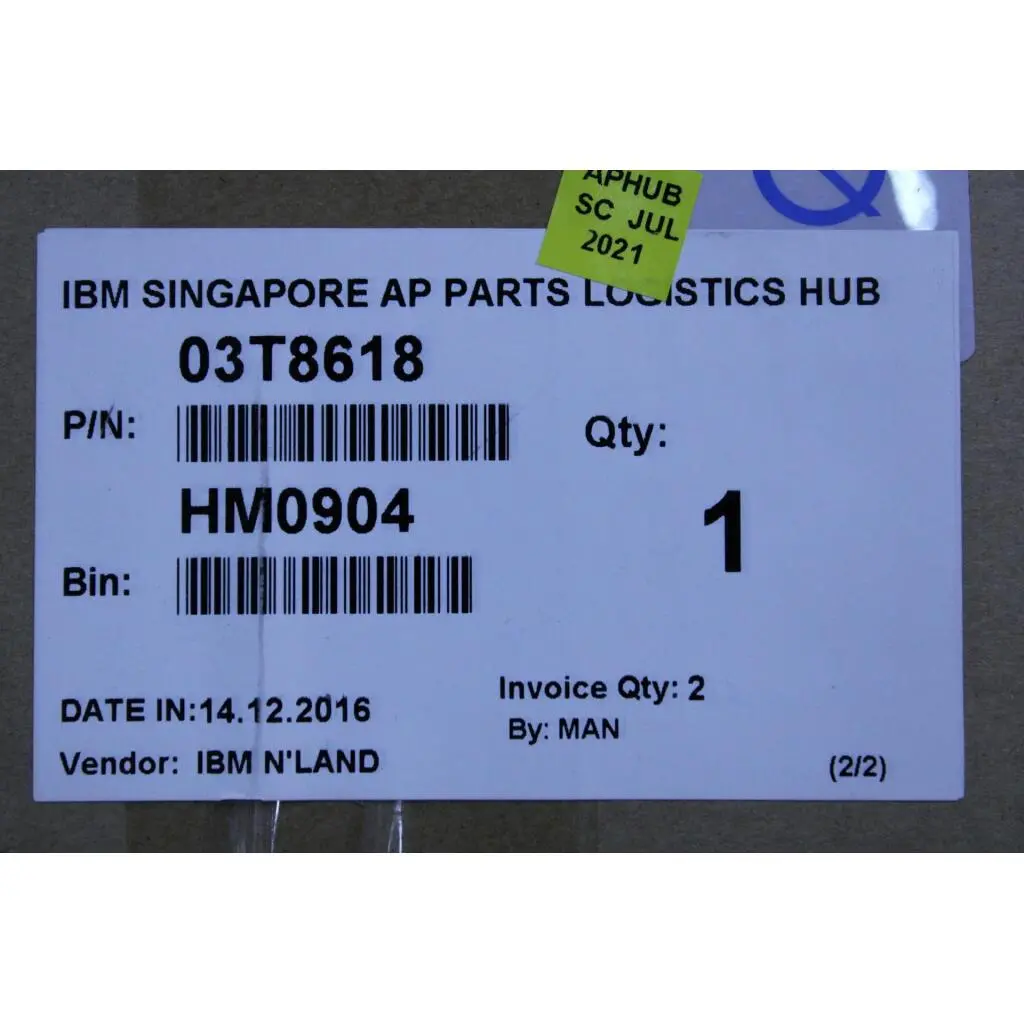 APHUB
SC JUL
2021
IBM SINGAPORE AP PARTS LOGISTICS HUB
03T8618
P/N:
Qty:
HM0904
1
Bin:
Invoice Qty: 2
DATE IN:14.12.2016
By: MAN
Vendor: IBM N'LAND
(2/2)